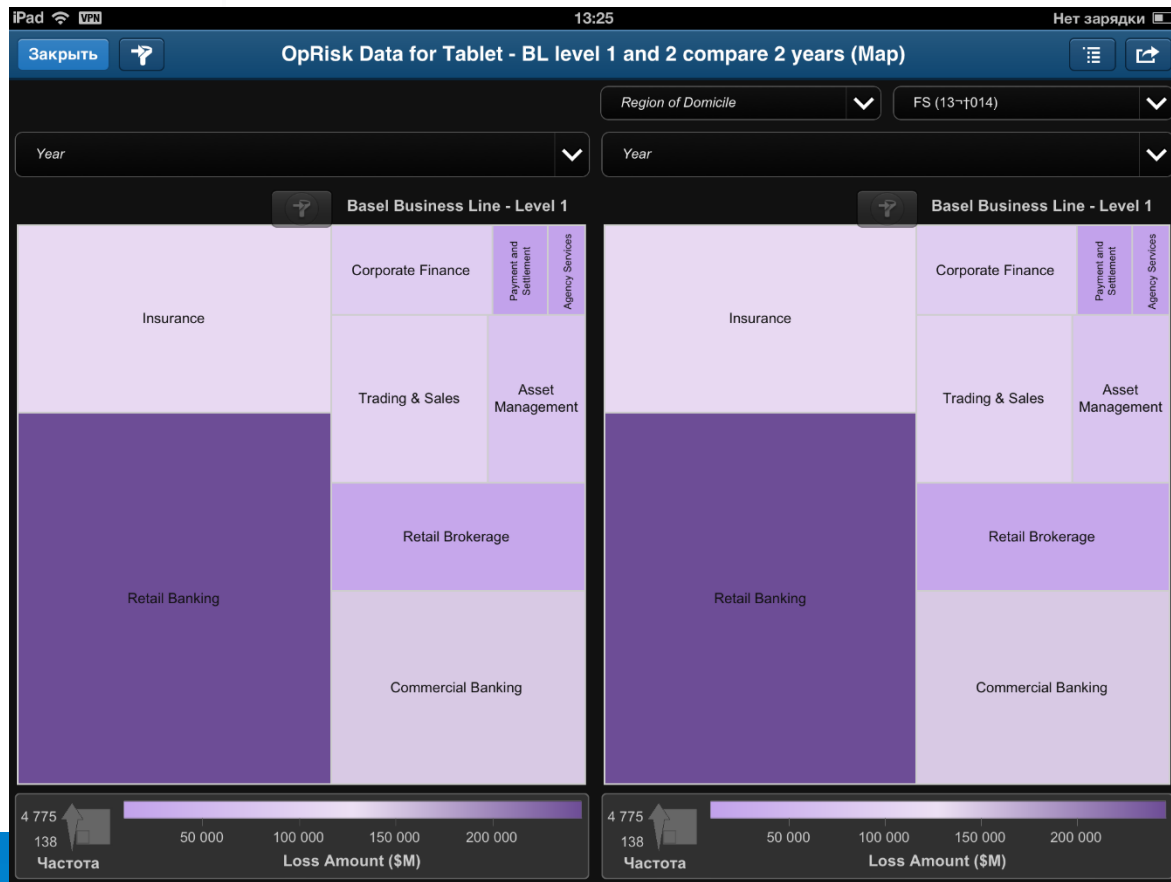 iPad VPN 13:25 Нет зарядки
Закрыть OpRisk Data for Tablet - BL level 1 and 2 compare 2 years (Map)
Region of Domicile FS (13¬†014)
Year Year
Basel Business Line - Level 1
Insurance
Corporate Finance
Payment and
Settlement
Agency Services
Trading & Sales
Asset
Management
Retail Brokerage
Retail Banking
Commercial Banking
4 775
138
Частота
50 000 100 000 150 000 200 000
Loss Amount ($M)
Basel Business Line - Level 1
Insurance
Corporate Finance
Payment and
Settlement
Agency Services
Trading & Sales
Asset
Management
Retail Brokerage
Retail Banking
Commercial Banking
4 775
138
Частота
50 000 100 000 150 000 200 000
Loss Amount ($M)